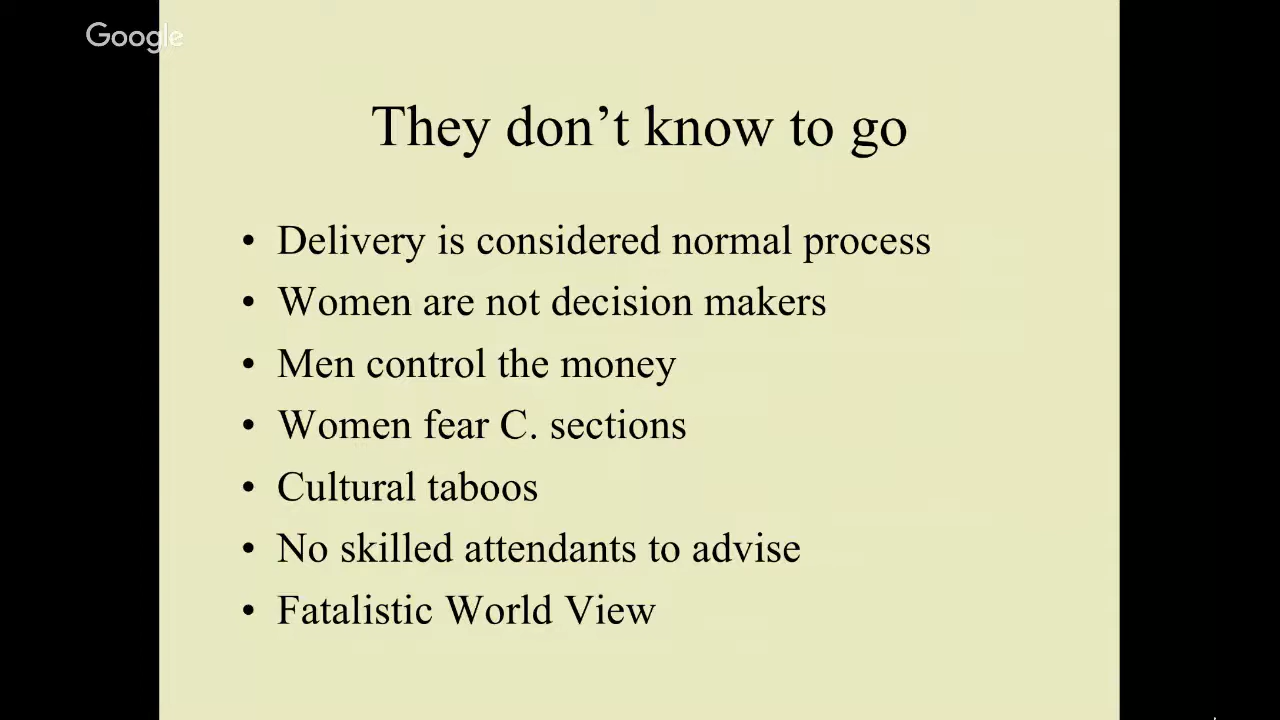 Google
They don’t know to go
• Delivery is considered normal process
• Women are not decision makers
• Men control the money
• Women fear C. sections
• Cultural taboos
• No skilled attendants to advise
• Fatalistic World View